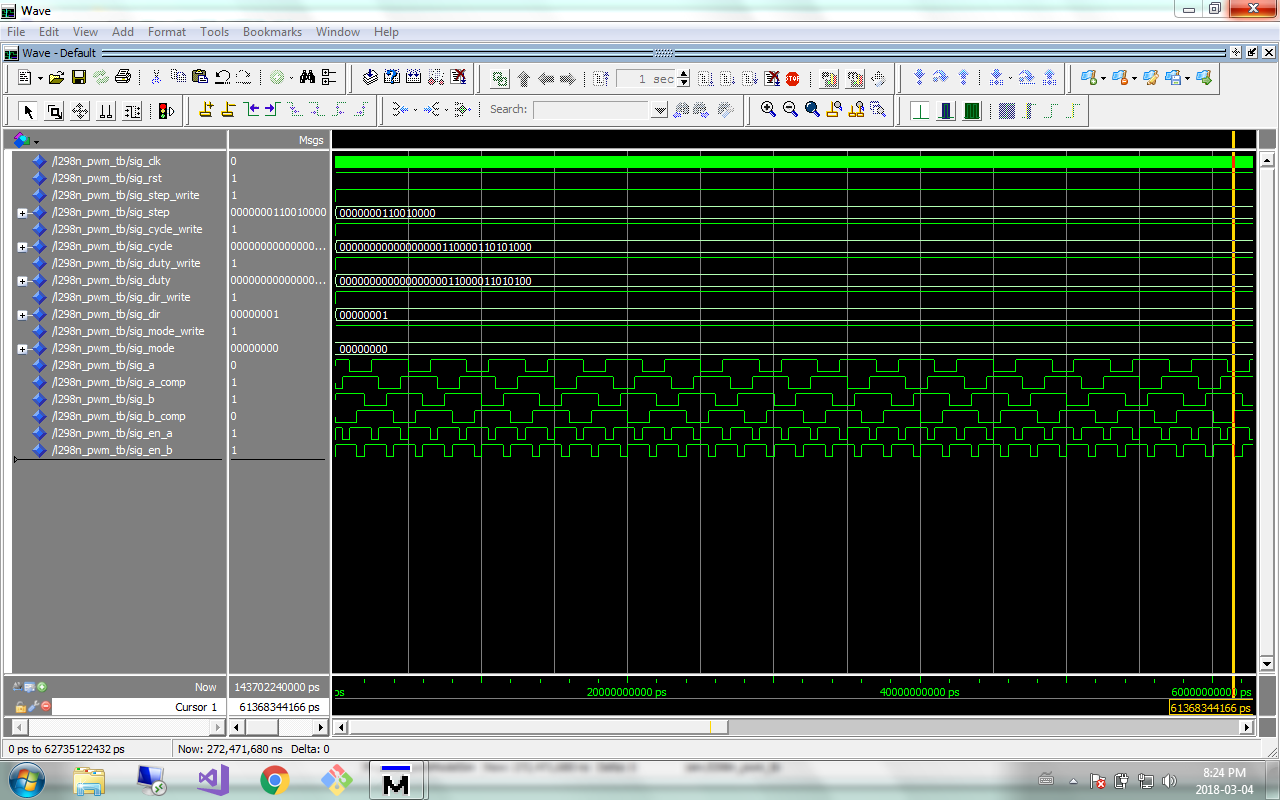 Wave
File Edit View Add Format Tools Bookmarks Window Help
Wave - Default
1 sec
STOP
Search:
Msgs
/l298n_pwm_tb/sig_clk 0
/l298n_pwm_tb/sig_rst 1
/l298n_pwm_tb/sig_step_write 1
/l298n_pwm_tb/sig_step 0000000110010000 0000000110010000
/l298n_pwm_tb/sig_cycle_write 1
/l298n_pwm_tb/sig_cycle 00000000000000... 00000000000000000110000110101000
/l298n_pwm_tb/sig_duty_write 1
/l298n_pwm_tb/sig_duty 00000000000000... 00000000000000000011000011010100
/l298n_pwm_tb/sig_dir_write 1
/l298n_pwm_tb/sig_dir 00000001 00000001
/l298n_pwm_tb/sig_mode_write 1
/l298n_pwm_tb/sig_mode 00000000 00000000
/l298n_pwm_tb/sig_a 0
/l298n_pwm_tb/sig_a_comp 1
/l298n_pwm_tb/sig_b 1
/l298n_pwm_tb/sig_b_comp 0
/l298n_pwm_tb/sig_en_a 1
/l298n_pwm_tb/sig_en_b 1
Now 143702240000 ps ps 20000000000 ps 40000000000 ps 60000000000 ps
Cursor 1 61368344166 ps 61368344166 ps
0 ps to 62735122432 ps Now: 272,471,680 ns Delta: 0
M
8:24 PM
2018-03-04